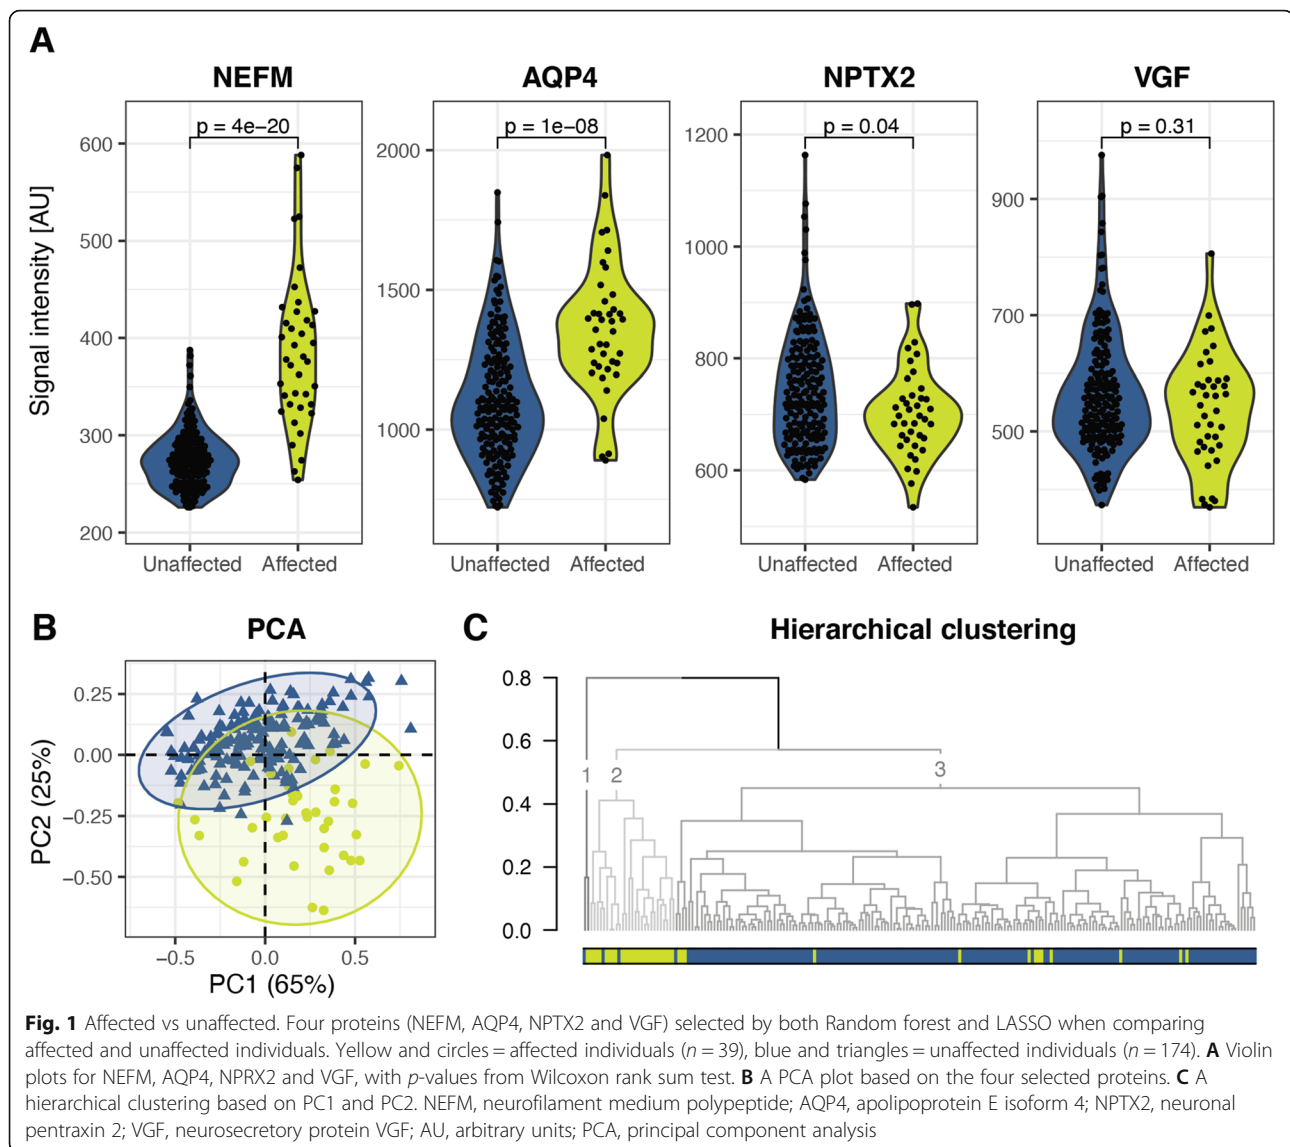 A
NEFM
AQP4
NPTX2
VGF
Signal intensity [AU]
p = 4e−20
600
500
400
300
200
Unaffected
Affected
p = 1e−08
2000
1500
1000
Unaffected
Affected
p = 0.04
1200
1000
800
600
Unaffected
Affected
p = 0.31
900
700
500
Unaffected
Affected
B
PCA
PC2 (25%)
0.25
0.00
−0.25
−0.50
−0.5
0.0
0.5
PC1 (65%)
C
Hierarchical clustering
0.8
0.6
0.4
0.2
0.0
1
2
3
Fig. 1 Affected vs unaffected. Four proteins (NEFM, AQP4, NPTX2 and VGF) selected by both Random forest and LASSO when comparing
affected and unaffected individuals. Yellow and circles = affected individuals (n = 39), blue and triangles = unaffected individuals (n = 174). A Violin
plots for NEFM, AQP4, NPRX2 and VGF, with p-values from Wilcoxon rank sum test. B A PCA plot based on the four selected proteins. C A
hierarchical clustering based on PC1 and PC2. NEFM, neurofilament medium polypeptide; AQP4, apolipoprotein E isoform 4; NPTX2, neuronal
pentraxin 2; VGF, neurosecretory protein VGF; AU, arbitrary units; PCA, principal component analysis